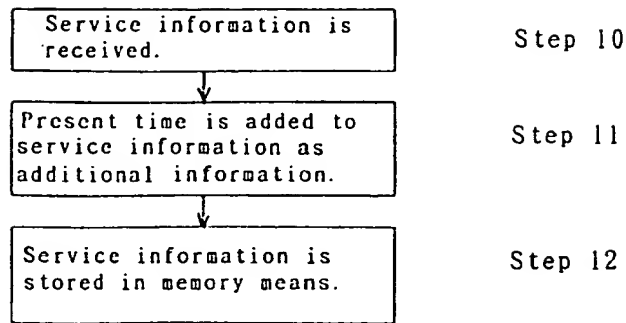 Service information is
received.
Step 10
Present time is added to
service information as
additional information.
Step 11
Service information is
stored in memory means.
Step 12